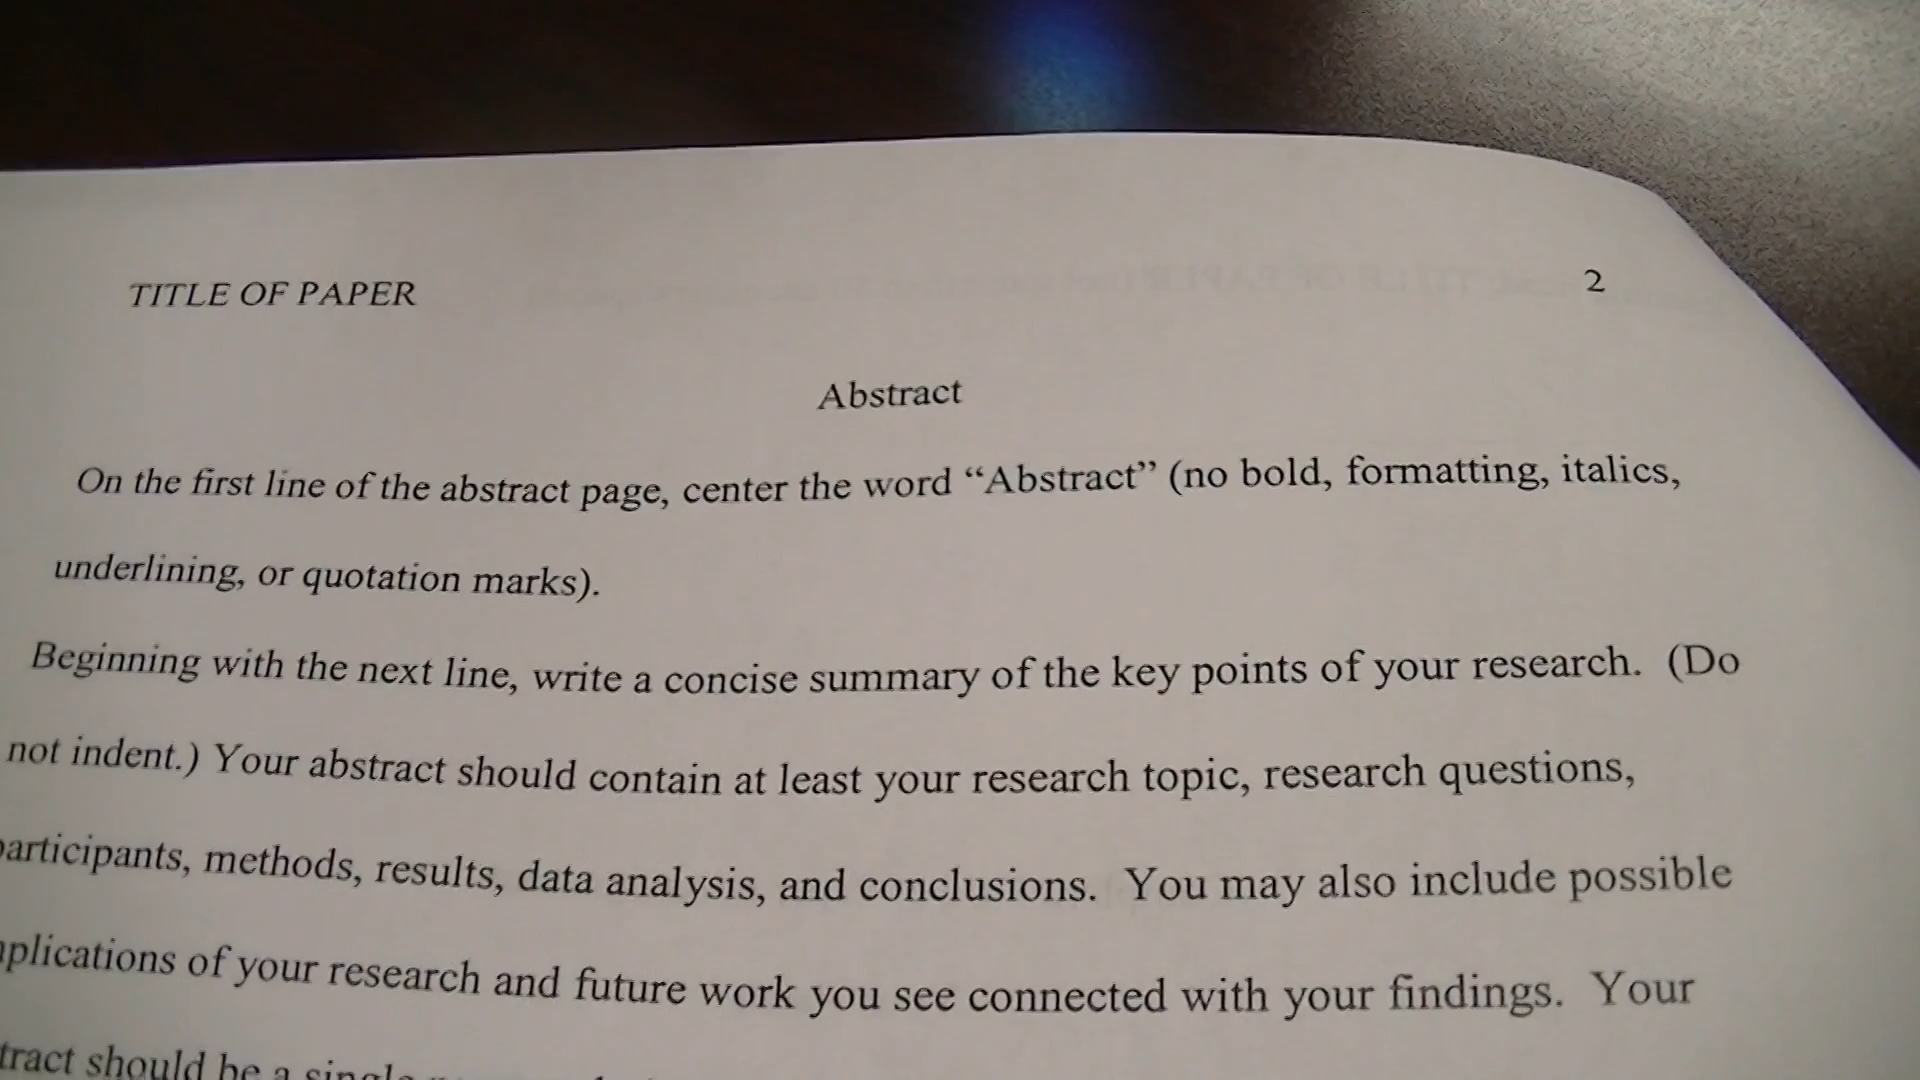 TITLE OF PAPER 2
Abstract
On the first line of the abstract page, center the word “Abstract” (no bold, formatting, italics,
underlining, or quotation marks).
Beginning with the next line, write a concise summary of the key points of your research. (Do
not indent.) Your abstract should contain at least your research topic, research questions,
participants, methods, results, data analysis, and conclusions. You may also include possible
plications of your research and future work you see connected with your findings. Your
tract should be a single